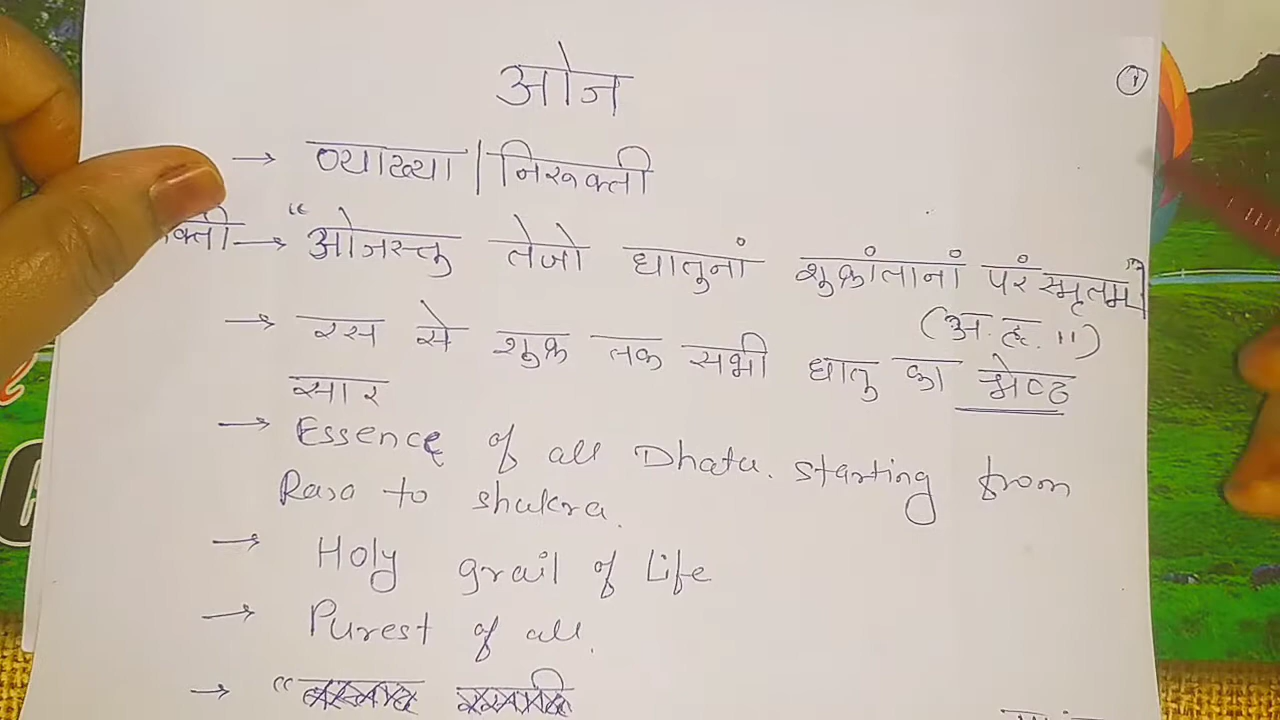 ओज
१
→ व्याख्या | निरूक्ती
क्ती → "ओजस्तु तेजो धातुनां शुक्रांतानां परं स्मृतम्"
(अ. हृ. 11)
→ रस से शुक्र तक सभी धातु का श्रेष्ठ
सार
→ Essence of all Dhatu. starting from
Rasa to shukra.
→ Holy grail of Life
→ Purest of all.
→ "